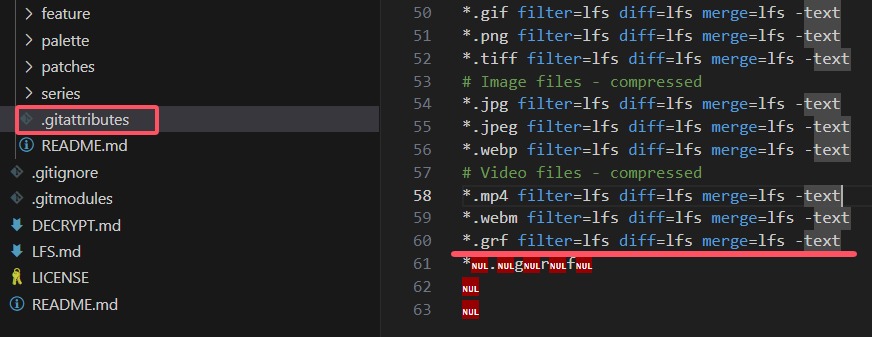 feature
palette
patches
series
.gitattributes
README.md
.gitignore
.gitmodules
DECRYPT.md
LFS.md
LICENSE
README.md
50 *.gif filter=lfs diff=lfs merge=lfs -text
51 *.png filter=lfs diff=lfs merge=lfs -text
52 *.tiff filter=lfs diff=lfs merge=lfs -text
53 # Image files - compressed
54 *.jpg filter=lfs diff=lfs merge=lfs -text
55 *.jpeg filter=lfs diff=lfs merge=lfs -text
56 *.webp filter=lfs diff=lfs merge=lfs -text
57 # Video files - compressed
58 *.mp4 filter=lfs diff=lfs merge=lfs -text
59 *.webm filter=lfs diff=lfs merge=lfs -text
60 *.grf filter=lfs diff=lfs merge=lfs -text
61 *NUL.NULgNULrNULfNUL
62 NUL
63 NUL